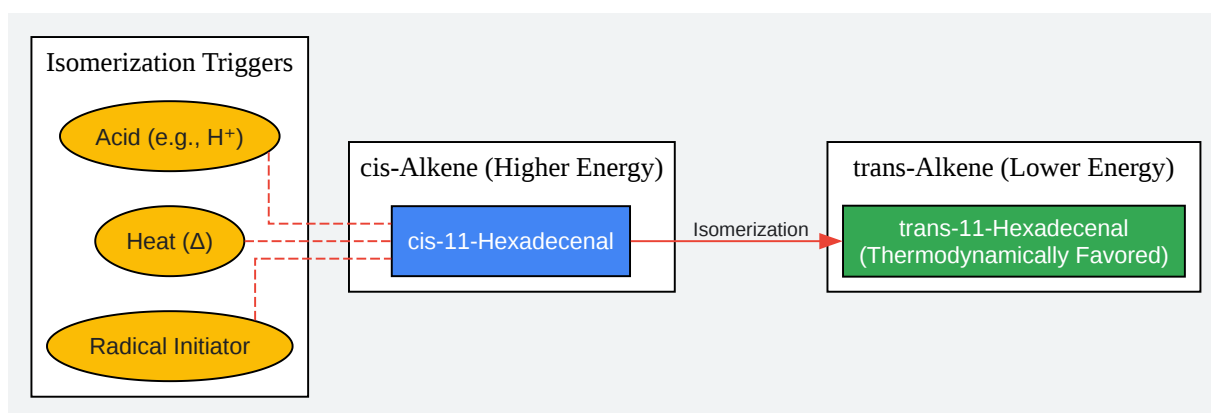 Isomerization Triggers
Acid (e.g., H⁺)
Heat (Δ)
Radical Initiator
cis-Alkene (Higher Energy)
cis-11-Hexadecenal
Isomerization
trans-Alkene (Lower Energy)
trans-11-Hexadecenal
(Thermodynamically Favored)